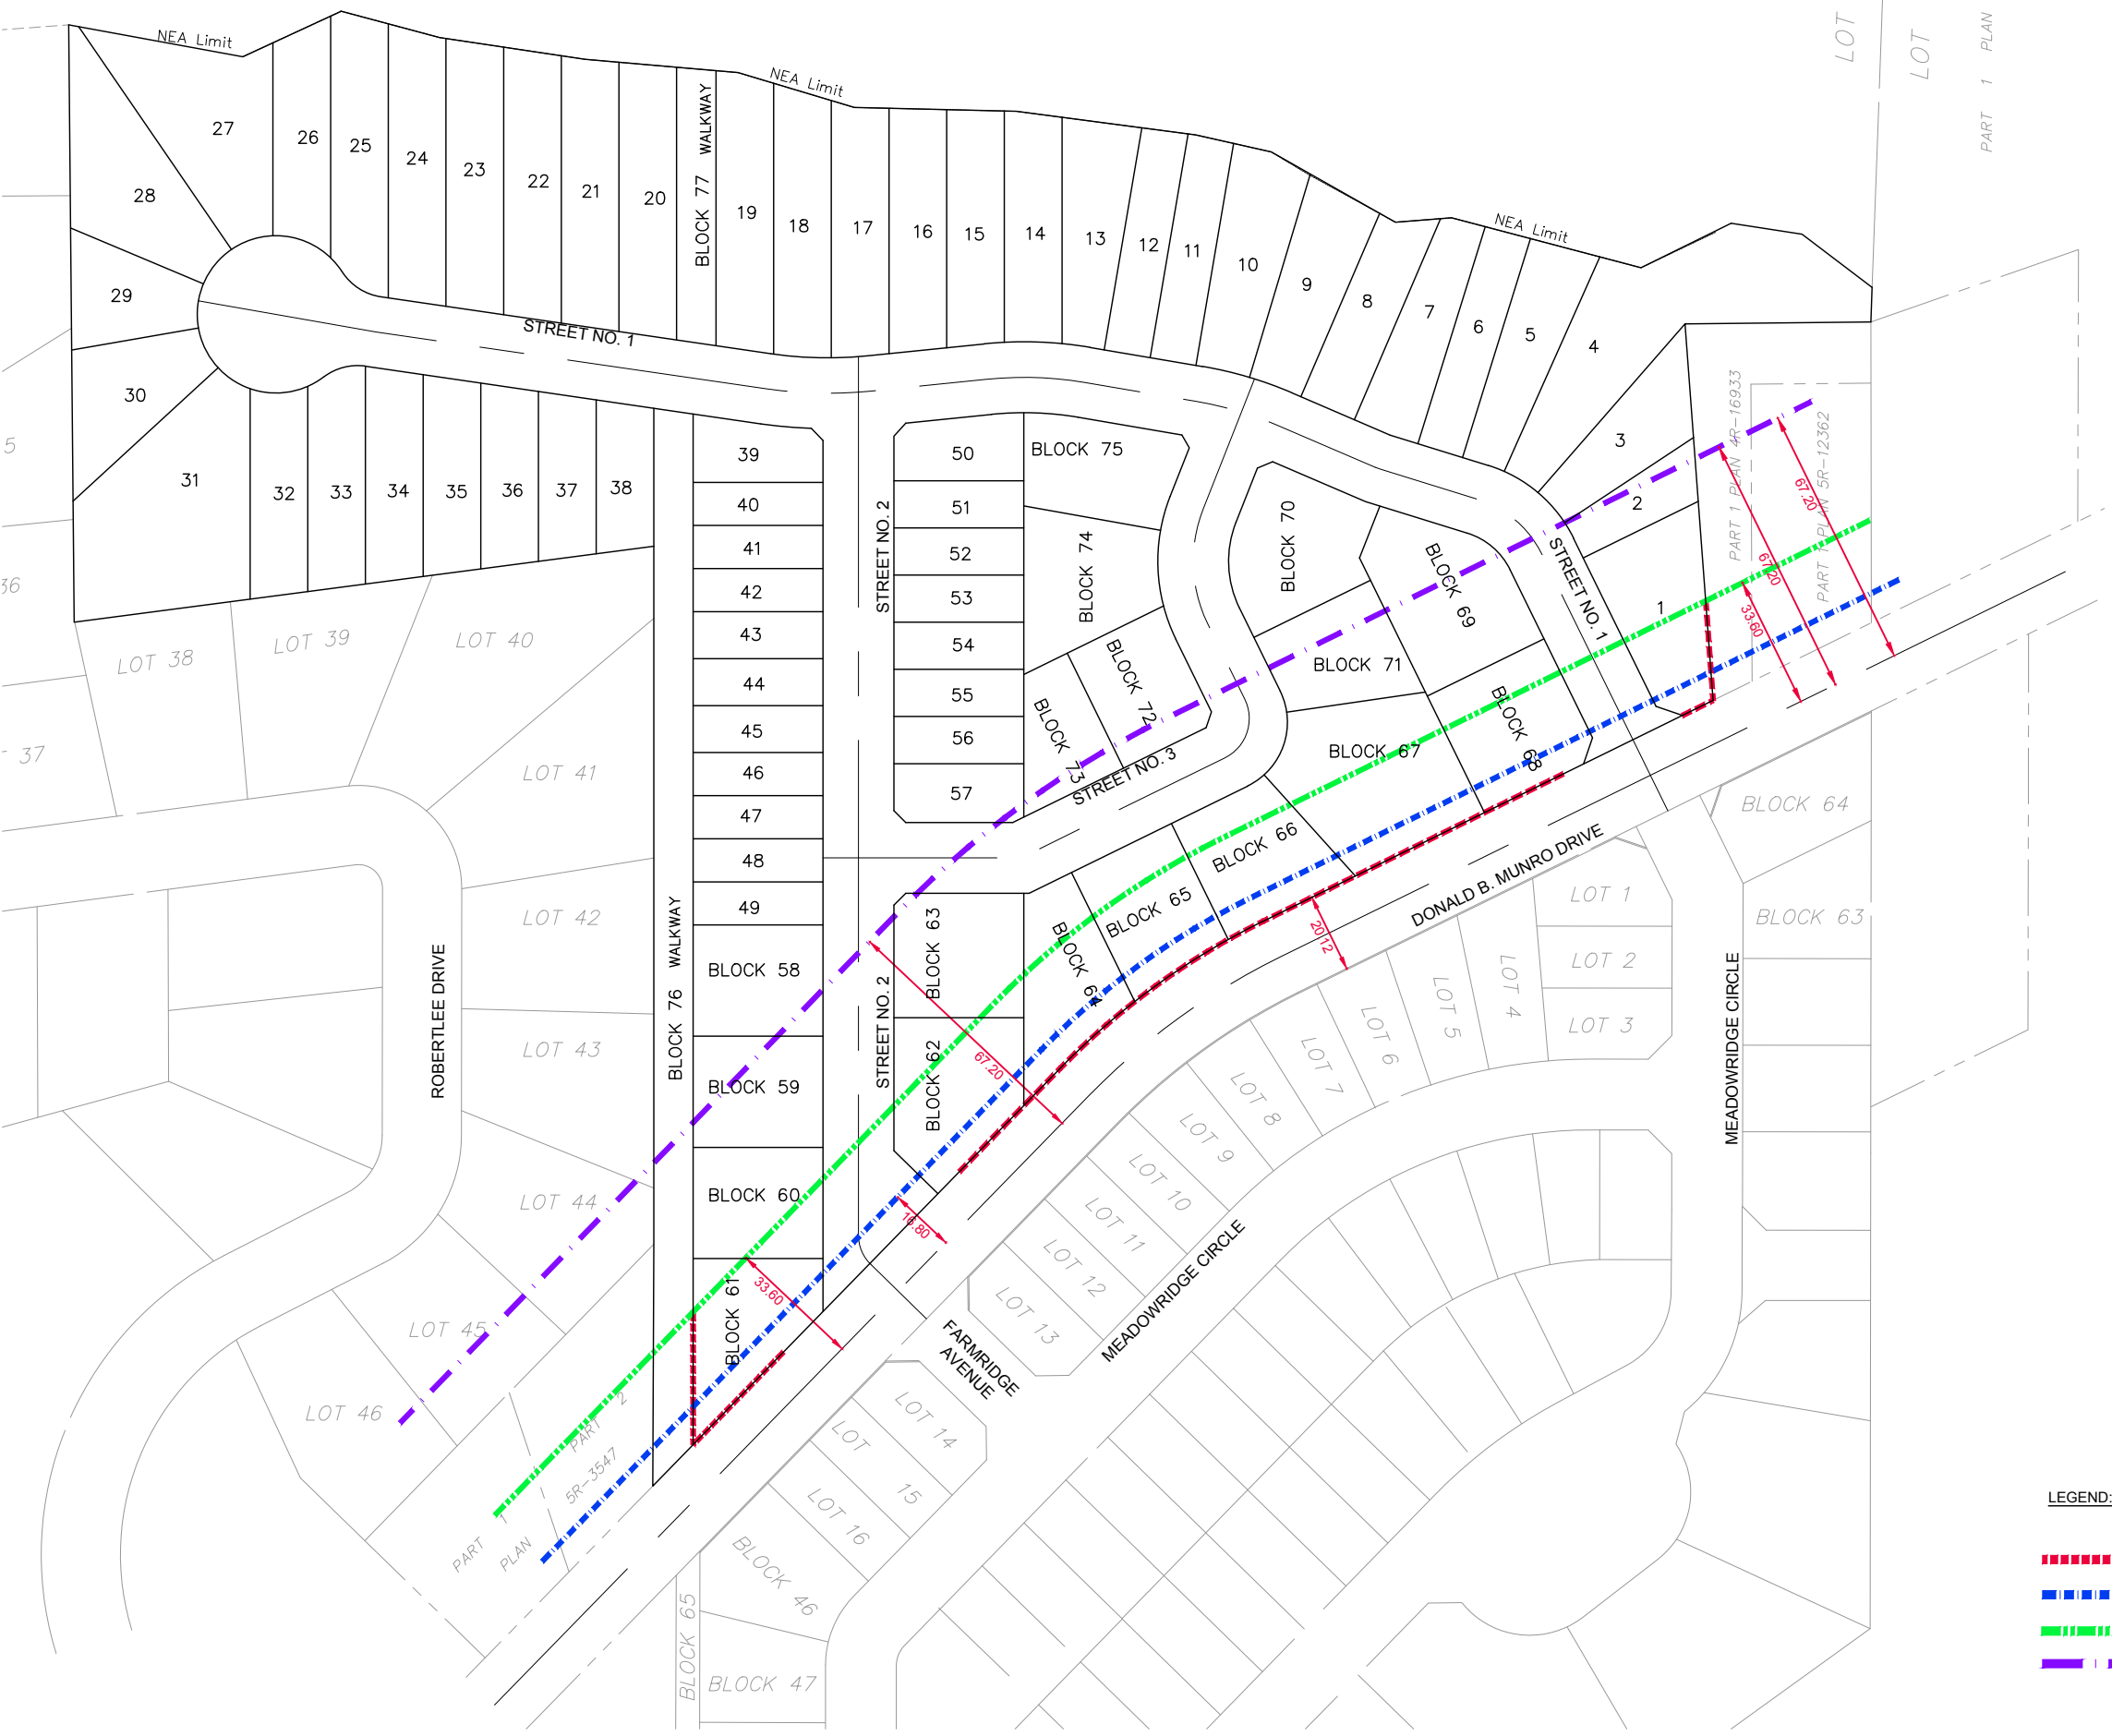 NEA Limit
NEA Limit
NEA Limit
LOT
LOT
PART 1 PLAN
27
26
25
24
23
22
21
20
BLOCK 77 WALKWAY
19
18
17
16
15
14
13
12
11
10
9
8
7
6
5
4
3
2
1
28
29
30
31
32
33
34
35
36
37
38
STREET NO. 1
STREET NO. 1
39
40
41
42
43
44
45
46
47
48
49
BLOCK 58
BLOCK 59
BLOCK 60
BLOCK 61
STREET NO. 2
STREET NO. 2
50
51
52
53
54
55
56
57
BLOCK 75
BLOCK 74
BLOCK 72
BLOCK 73
STREET NO. 3
BLOCK 70
BLOCK 69
BLOCK 71
BLOCK 67
BLOCK 68
BLOCK 66
BLOCK 65
BLOCK 64
BLOCK 63
BLOCK 62
BLOCK 76 WALKWAY
PART 1 PLAN 4R-16933
PART 1 PLAN 5R-12362
67.20
67.20
33.60
20.12
67.20
16.80
33.60
5
36
37
LOT 38
LOT 39
LOT 40
LOT 41
LOT 42
LOT 43
LOT 44
LOT 45
LOT 46
ROBERTLEE DRIVE
PART 2
5R-3547
PART 1
PLAN
DONALD B. MUNRO DRIVE
BLOCK 64
BLOCK 63
LOT 1
LOT 2
LOT 3
LOT 4
LOT 5
LOT 6
LOT 7
LOT 8
LOT 9
LOT 10
LOT 11
LOT 12
LOT 13
MEADOWRIDGE CIRCLE
MEADOWRIDGE CIRCLE
FARMRIDGE
AVENUE
LOT 14
LOT 15
LOT 16
BLOCK 46
BLOCK 65
BLOCK 47
LEGEND: